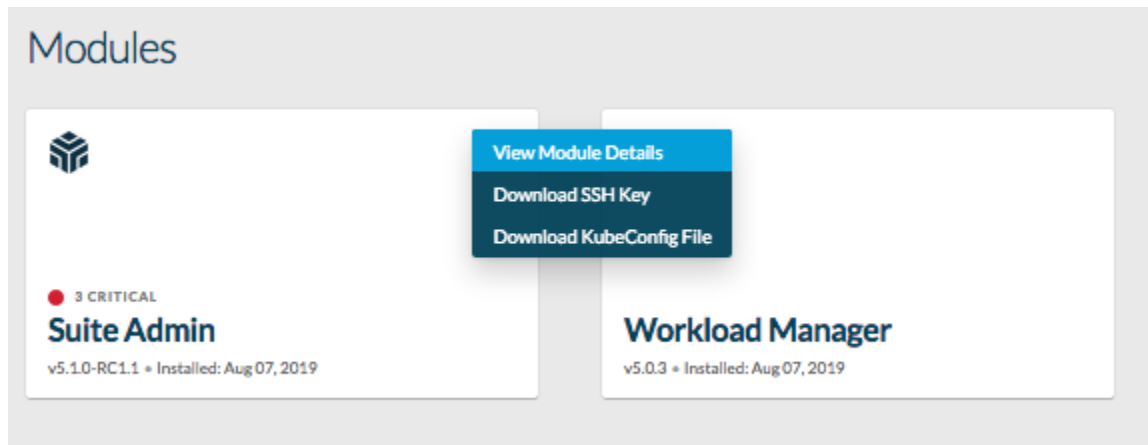 Modules
View Module Details
Download SSH Key
Download KubeConfig File
3 CRITICAL
Suite Admin
v5.1.0-RC1.1 • Installed: Aug 07, 2019
Workload Manager
v5.0.3 • Installed: Aug 07, 2019